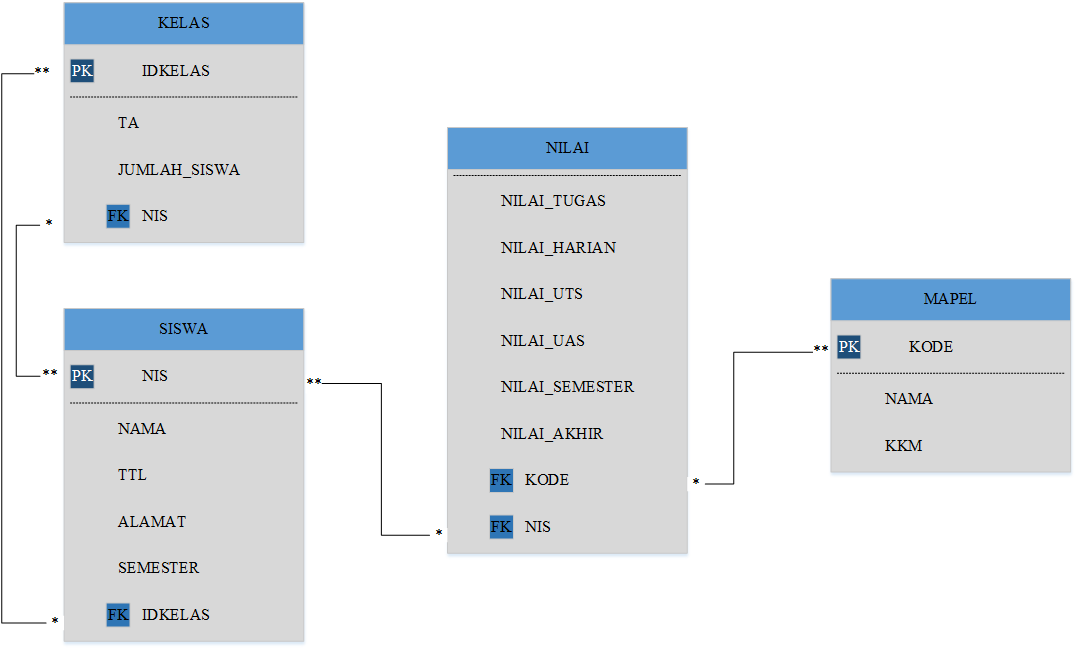 KELAS
**
PK IDKELAS
TA
JUMLAH_SISWA
*
FK NIS
SISWA
**
PK NIS
**
NAMA
TTL
ALAMAT
SEMESTER
FK IDKELAS
*
NILAI
NILAI_TUGAS
NILAI_HARIAN
NILAI_UTS
NILAI_UAS
NILAI_SEMESTER
NILAI_AKHIR
FK KODE
*
FK NIS
*
MAPEL
**
PK KODE
NAMA
KKM